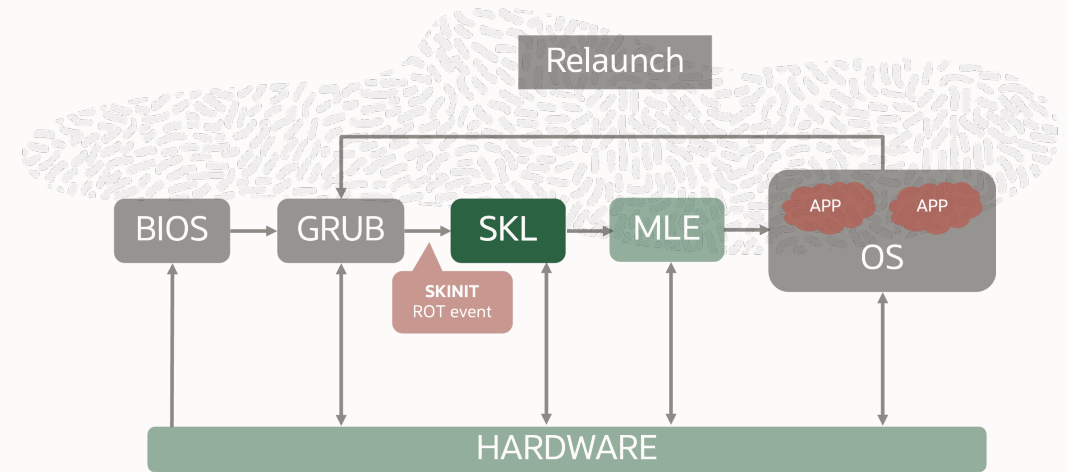 Relaunch
BIOS
GRUB
SKL
MLE
APP
APP
OS
SKINIT
ROT event
HARDWARE